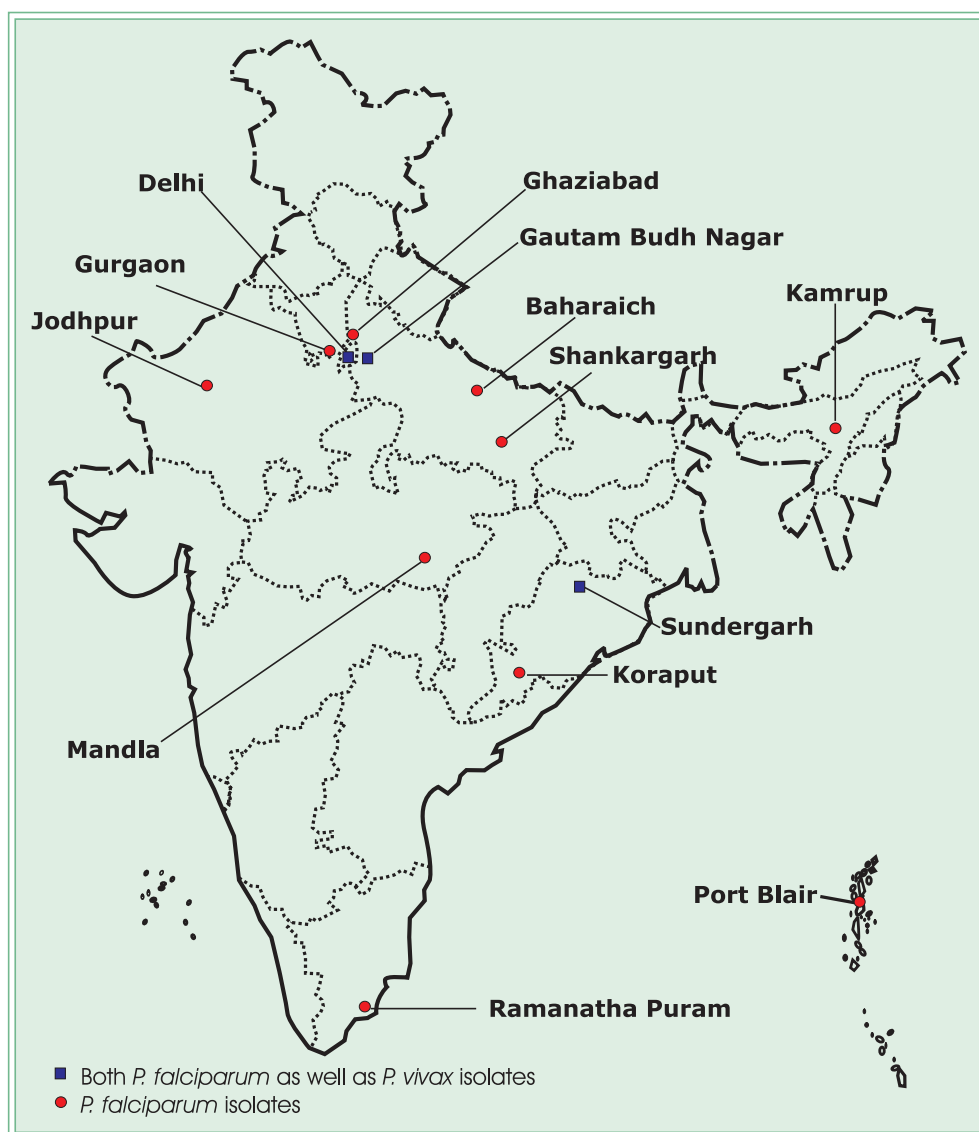 Delhi
Ghaziabad
Gautam Budh Nagar
Gurgaon
Jodhpur
Baharaich
Kamrup
Shankargarh
Sundergarh
Koraput
Mandla
Port Blair
Ramanatha Puram
Both P. falciparum as well as P. vivax isolates
P. falciparum isolates